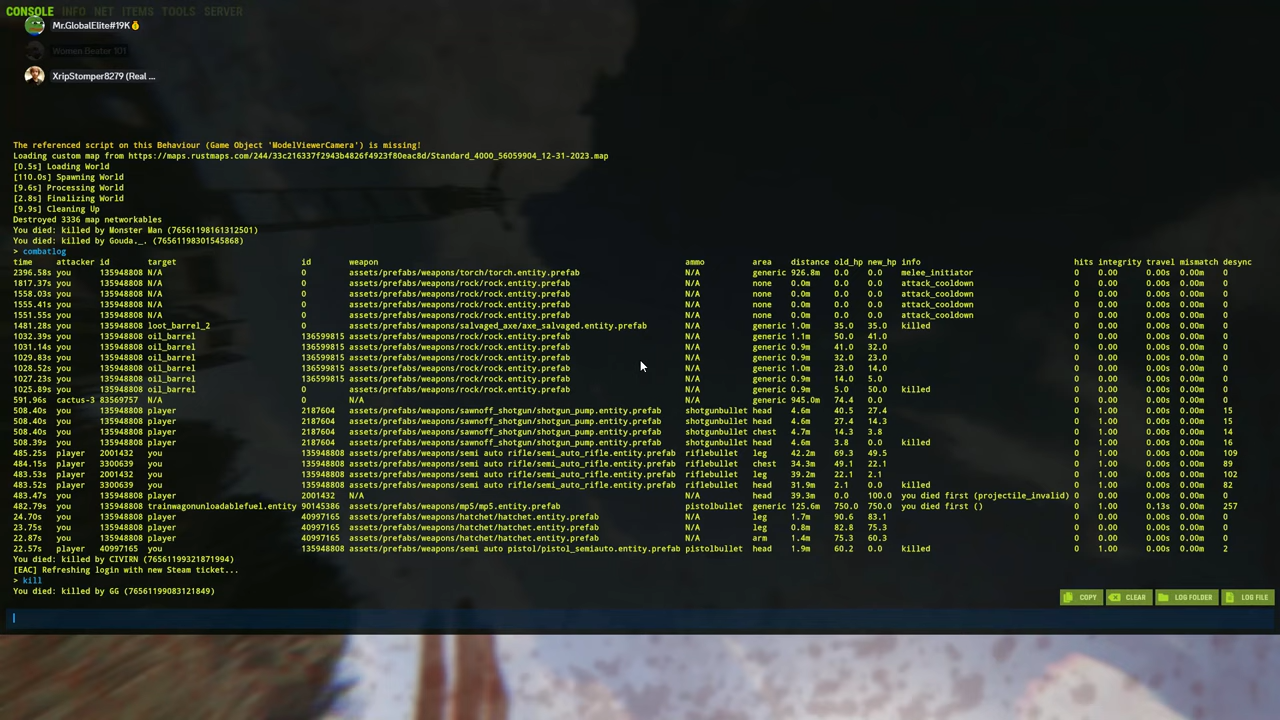 CONSOLE INFO NET ITEMS TOOLS SERVER
Mr.GlobalElite#19K
Women Beater 101
XripStomper8279 (Real ...
The referenced script on this Behaviour (Game Object 'ModelViewerCamera') is missing!
Loading custom map from https://maps.rustmaps.com/244/33c216337f2943b4826f4923f80eac8d/Standard_4000_56059904_12-31-2023.map
[0.5s] Loading World
[110.0s] Spawning World
[9.6s] Processing World
[2.8s] Finalizing World
[9.9s] Cleaning Up
Destroyed 3336 map networkables
You died: killed by Monster Man (76561198161312501)
You died: killed by Gouda._. (76561198301545868)
> combatlog
time attacker id target id weapon ammo area distance old_hp new_hp info hits integrity travel mismatch desync
2396.58s you 135948808 N/A 0 assets/prefabs/weapons/torch/torch.entity.prefab N/A generic 926.8m 0.0 0.0 melee_initiator 0 0.00 0.00s 0.00m 0
1817.37s you 135948808 N/A 0 assets/prefabs/weapons/rock/rock.entity.prefab N/A none 0.0m 0.0 0.0 attack_cooldown 0 0.00 0.00s 0.00m 0
1558.03s you 135948808 N/A 0 assets/prefabs/weapons/rock/rock.entity.prefab N/A none 0.0m 0.0 0.0 attack_cooldown 0 0.00 0.00s 0.00m 0
1555.41s you 135948808 N/A 0 assets/prefabs/weapons/rock/rock.entity.prefab N/A none 0.0m 0.0 0.0 attack_cooldown 0 0.00 0.00s 0.00m 0
1551.55s you 135948808 N/A 0 assets/prefabs/weapons/rock/rock.entity.prefab N/A none 0.0m 0.0 0.0 attack_cooldown 0 0.00 0.00s 0.00m 0
1481.28s you 135948808 loot_barrel_2 0 assets/prefabs/weapons/salvaged_axe/axe_salvaged.entity.prefab N/A generic 1.0m 35.0 35.0 killed 0 1.00 0.00s 0.00m 0
1032.39s you 135948808 oil_barrel 136599815 assets/prefabs/weapons/rock/rock.entity.prefab N/A generic 1.1m 50.0 41.0 0 1.00 0.00s 0.00m 0
1031.14s you 135948808 oil_barrel 136599815 assets/prefabs/weapons/rock/rock.entity.prefab N/A generic 0.9m 41.0 32.0 0 1.00 0.00s 0.00m 0
1029.83s you 135948808 oil_barrel 136599815 assets/prefabs/weapons/rock/rock.entity.prefab N/A generic 0.9m 32.0 23.0 0 1.00 0.00s 0.00m 0
1028.52s you 135948808 oil_barrel 136599815 assets/prefabs/weapons/rock/rock.entity.prefab N/A generic 1.0m 23.0 14.0 0 1.00 0.00s 0.00m 0
1027.23s you 135948808 oil_barrel 136599815 assets/prefabs/weapons/rock/rock.entity.prefab N/A generic 0.9m 14.0 5.0 0 1.00 0.00s 0.00m 0
1025.89s you 135948808 oil_barrel 0 assets/prefabs/weapons/rock/rock.entity.prefab N/A generic 0.9m 5.0 50.0 killed 0 1.00 0.00s 0.00m 0
591.96s cactus-3 83569757 N/A 0 N/A N/A generic 945.0m 74.4 0.0 0 0.00 0.00s 0.00m 0
508.40s you 135948808 player 2187604 assets/prefabs/weapons/sawnoff_shotgun/shotgun_pump.entity.prefab shotgunbullet head 4.6m 40.5 27.4 0 1.00 0.00s 0.00m 15
508.40s you 135948808 player 2187604 assets/prefabs/weapons/sawnoff_shotgun/shotgun_pump.entity.prefab shotgunbullet head 4.6m 27.4 14.3 0 1.00 0.00s 0.00m 15
508.40s you 135948808 player 2187604 assets/prefabs/weapons/sawnoff_shotgun/shotgun_pump.entity.prefab shotgunbullet chest 4.7m 14.3 3.8 0 1.00 0.00s 0.00m 14
508.39s you 135948808 player 2187604 assets/prefabs/weapons/sawnoff_shotgun/shotgun_pump.entity.prefab shotgunbullet head 4.6m 3.8 0.0 killed 0 1.00 0.00s 0.00m 16
485.25s player 2001432 you 135948808 assets/prefabs/weapons/semi auto rifle/semi_auto_rifle.entity.prefab riflebullet leg 42.2m 69.3 49.5 0 1.00 0.00s 0.00m 109
484.15s player 3300639 you 135948808 assets/prefabs/weapons/semi auto rifle/semi_auto_rifle.entity.prefab riflebullet chest 34.3m 49.1 22.1 0 1.00 0.00s 0.00m 89
483.53s player 2001432 you 135948808 assets/prefabs/weapons/semi auto rifle/semi_auto_rifle.entity.prefab riflebullet leg 39.2m 22.1 2.1 0 1.00 0.00s 0.00m 102
483.52s player 3300639 you 135948808 assets/prefabs/weapons/semi auto rifle/semi_auto_rifle.entity.prefab riflebullet head 31.9m 2.1 0.0 killed 0 1.00 0.00s 0.00m 82
483.47s you 135948808 player 2001432 N/A N/A head 39.3m 0.0 100.0 you died first (projectile_invalid) 0 1.00 0.00s 0.00m 0
482.79s you 135948808 trainwagonunloadablefuel.entity 90145386 assets/prefabs/weapons/mp5/mp5.entity.prefab pistolbullet generic 125.6m 750.0 750.0 you died first () 0 1.00 0.13s 0.00m 257
24.70s you 135948808 player 40997165 assets/prefabs/weapons/hatchet/hatchet.entity.prefab N/A leg 1.7m 90.6 83.1 0 1.00 0.00s 0.00m 0
23.75s you 135948808 player 40997165 assets/prefabs/weapons/hatchet/hatchet.entity.prefab N/A leg 0.8m 82.8 75.3 0 1.00 0.00s 0.00m 0
22.87s you 135948808 player 40997165 assets/prefabs/weapons/hatchet/hatchet.entity.prefab N/A arm 1.4m 75.3 60.3 0 1.00 0.00s 0.00m 0
22.57s player 40997165 you 135948808 assets/prefabs/weapons/semi auto pistol/pistol_semiauto.entity.prefab pistolbullet head 1.9m 60.2 0.0 killed 0 1.00 0.00s 0.00m 2
You died: killed by CIVIRN (76561199321871994)
[EAC] Refreshing login with new Steam ticket...
> kill
You died: killed by GG (76561199083121849)
COPY CLEAR LOG FOLDER LOG FILE